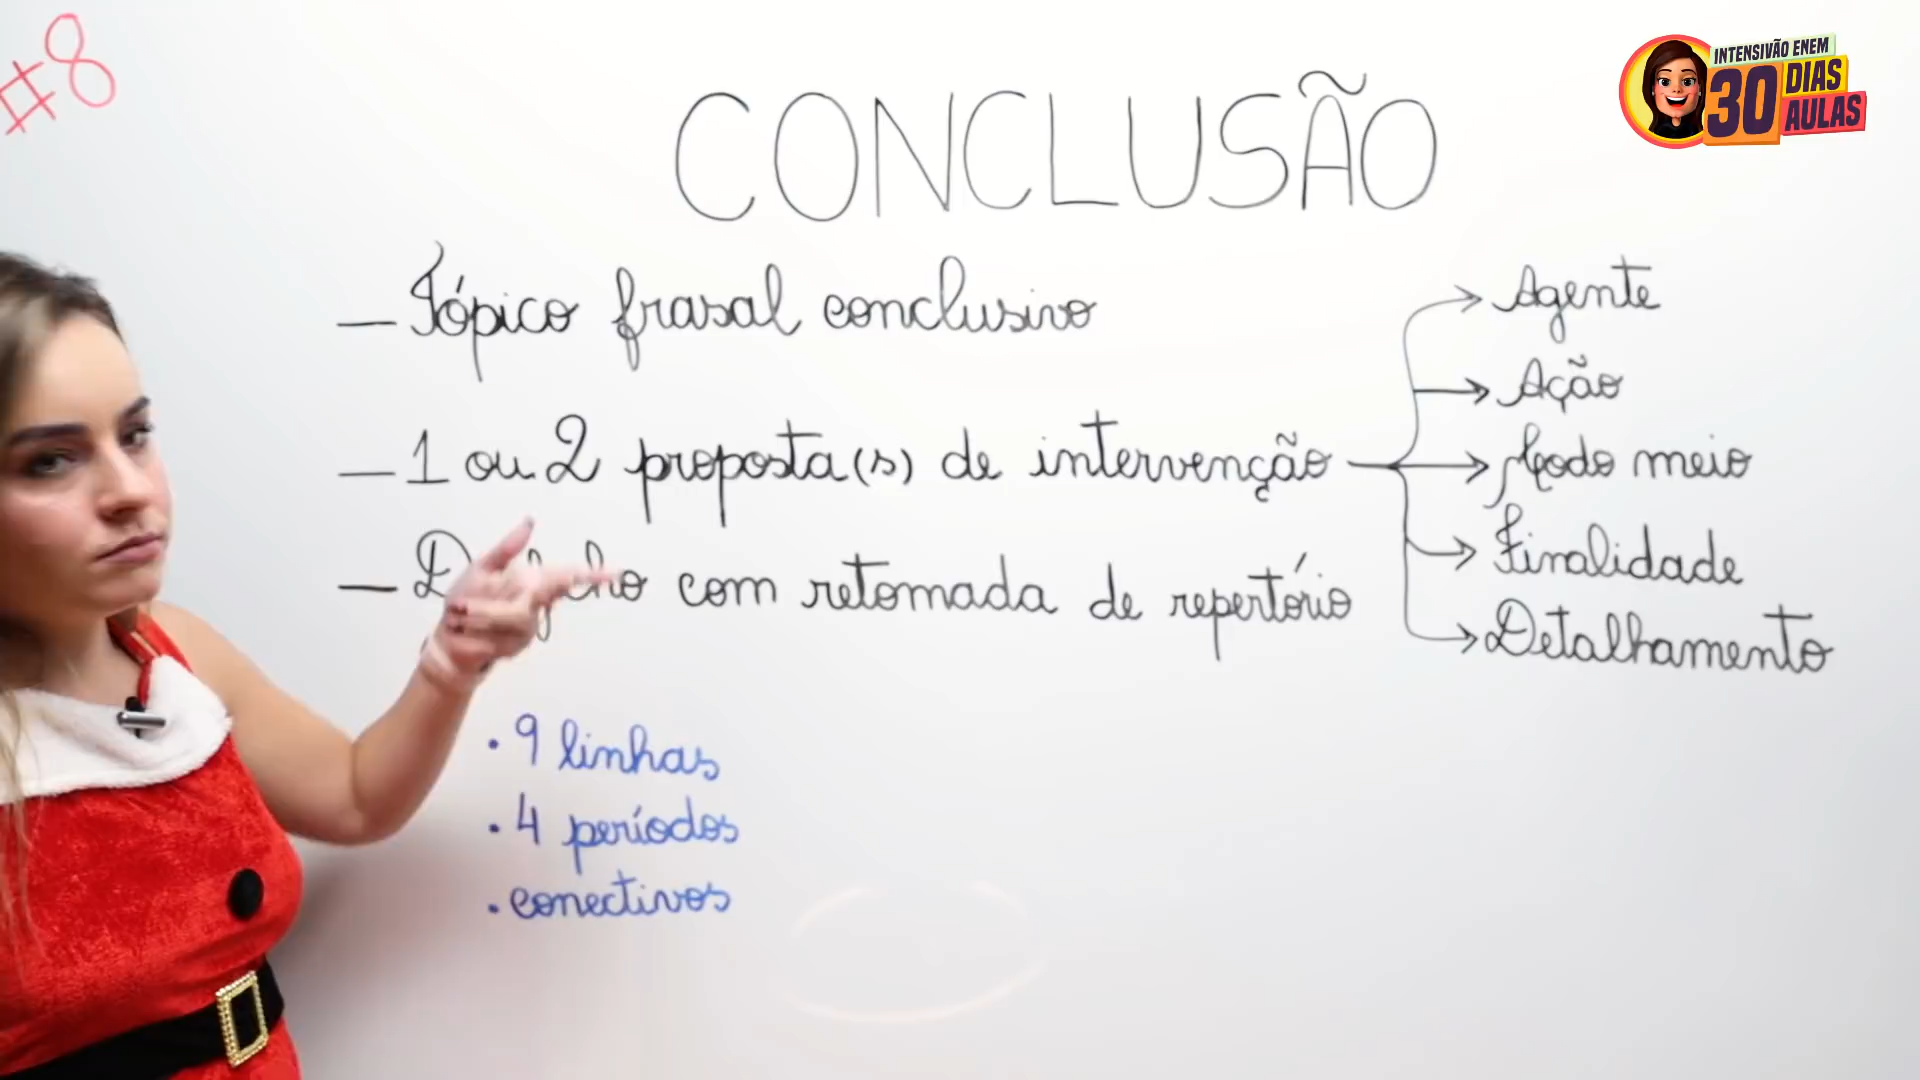 #8
INTENSIVÃO ENEM
30 DIAS
AULAS
CONCLUSÃO
— Tópico frasal conclusivo
— 1 ou 2 proposta(s) de intervenção
→ Agente
→ Ação
→ Modo meio
→ Finalidade
→ Detalhamento
— com retomada de repertório
• 9 linhas
• 4 períodos
• conectivos